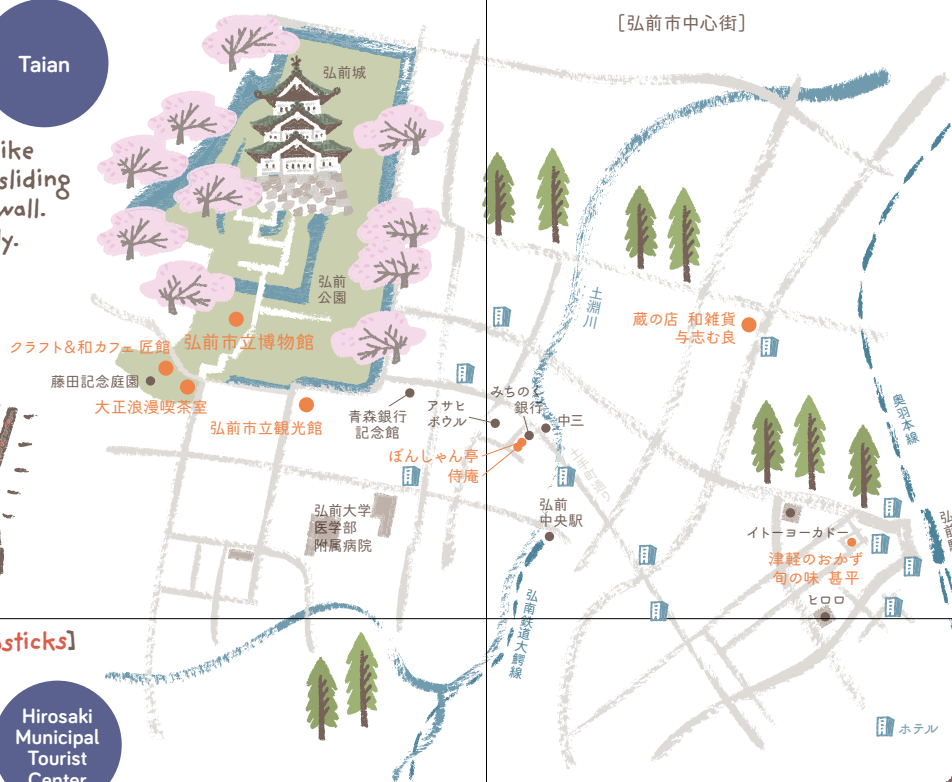 [弘前市中心街]
Taian
ike
sliding
wall.
ly.
弘前城
弘前
公園
土淵川
蔵の店 和雑貨
与志む良
クラフト&和カフェ 匠館
弘前市立博物館
藤田記念庭園
大正浪漫喫茶室
弘前市立観光館
青森銀行
記念館
アサヒ
ボウル
みちのく
銀行
中三
ぼんしゃん亭
侍庵
奥羽本線
弘前大学
医学部
附属病院
弘前
中央駅
イトーヨーカドー
津軽のおかず
旬の味 甚平
ヒロロ
弘南鉄道大鰐線
sticks]
Hirosaki
Municipal
Tourist
Center
ホテル